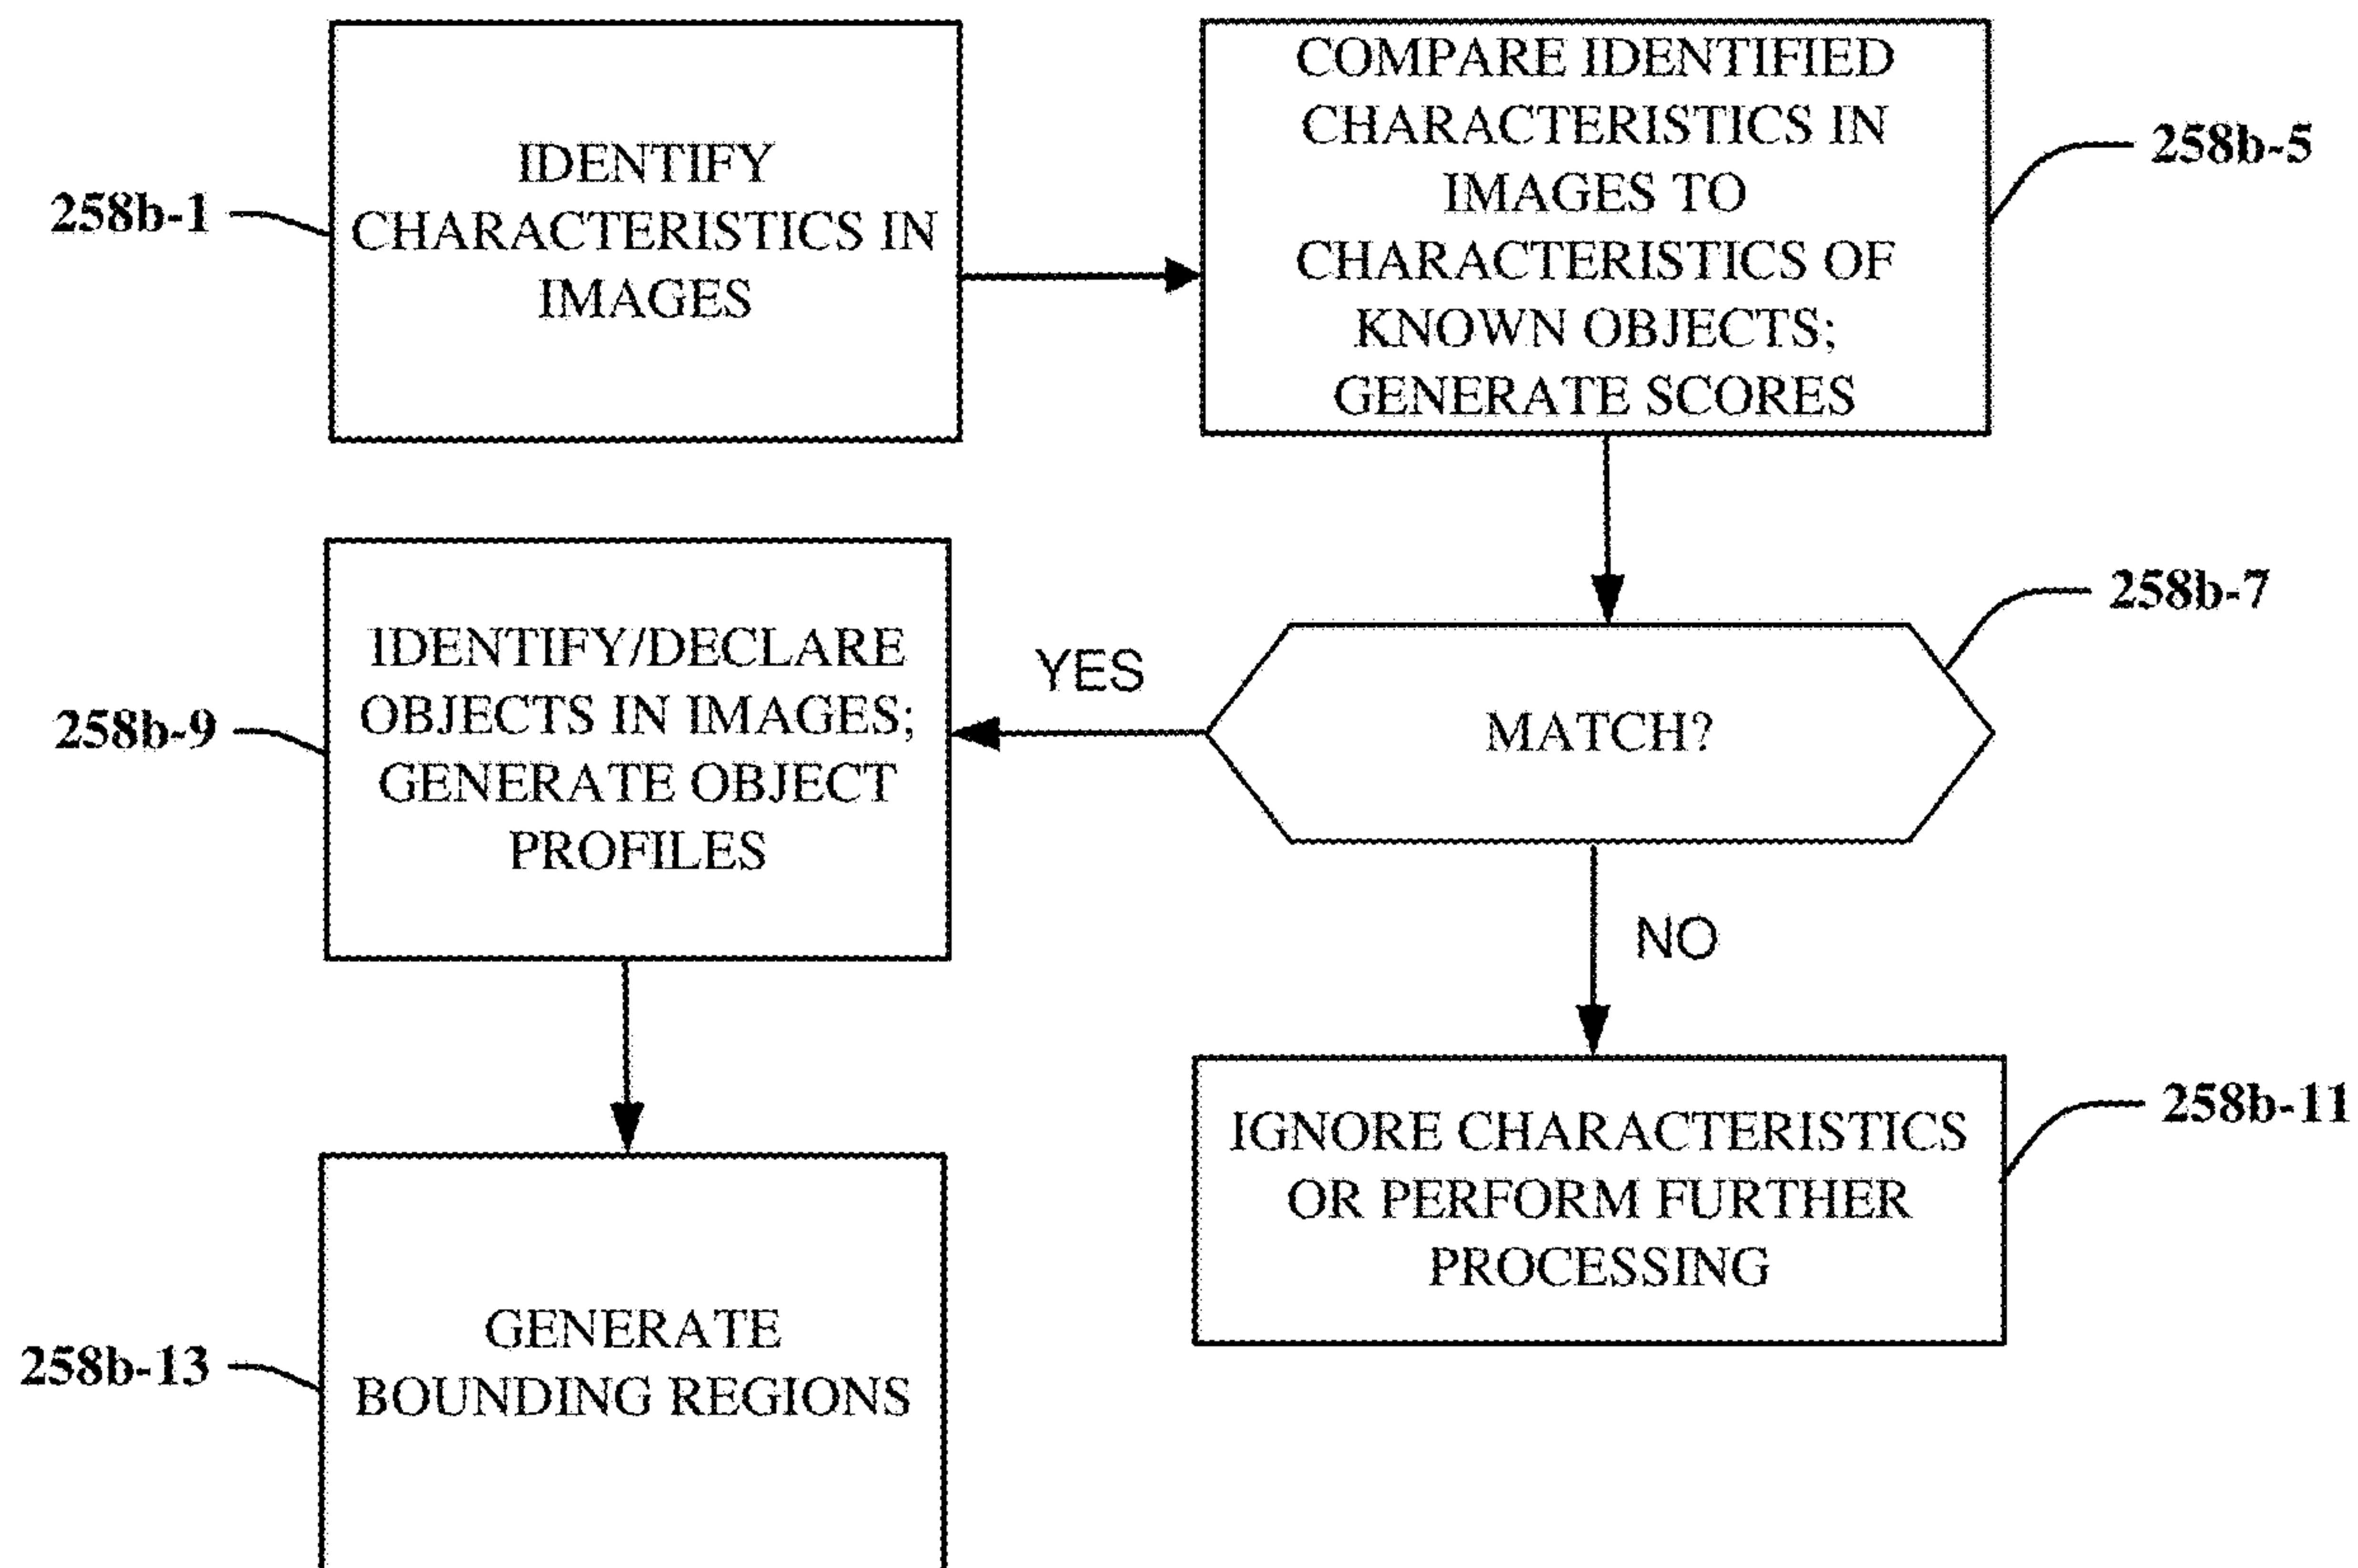 258b-1
IDENTIFY
CHARACTERISTICS IN
IMAGES
COMPARE IDENTIFIED
CHARACTERISTICS IN
IMAGES TO
CHARACTERISTICS OF
KNOWN OBJECTS;
GENERATE SCORES
258b-5
258b-7
MATCH?
YES
NO
258b-9
IDENTIFY/DECLARE
OBJECTS IN IMAGES;
GENERATE OBJECT
PROFILES
IGNORE CHARACTERISTICS
OR PERFORM FURTHER
PROCESSING
258b-11
258b-13
GENERATE
BOUNDING REGIONS